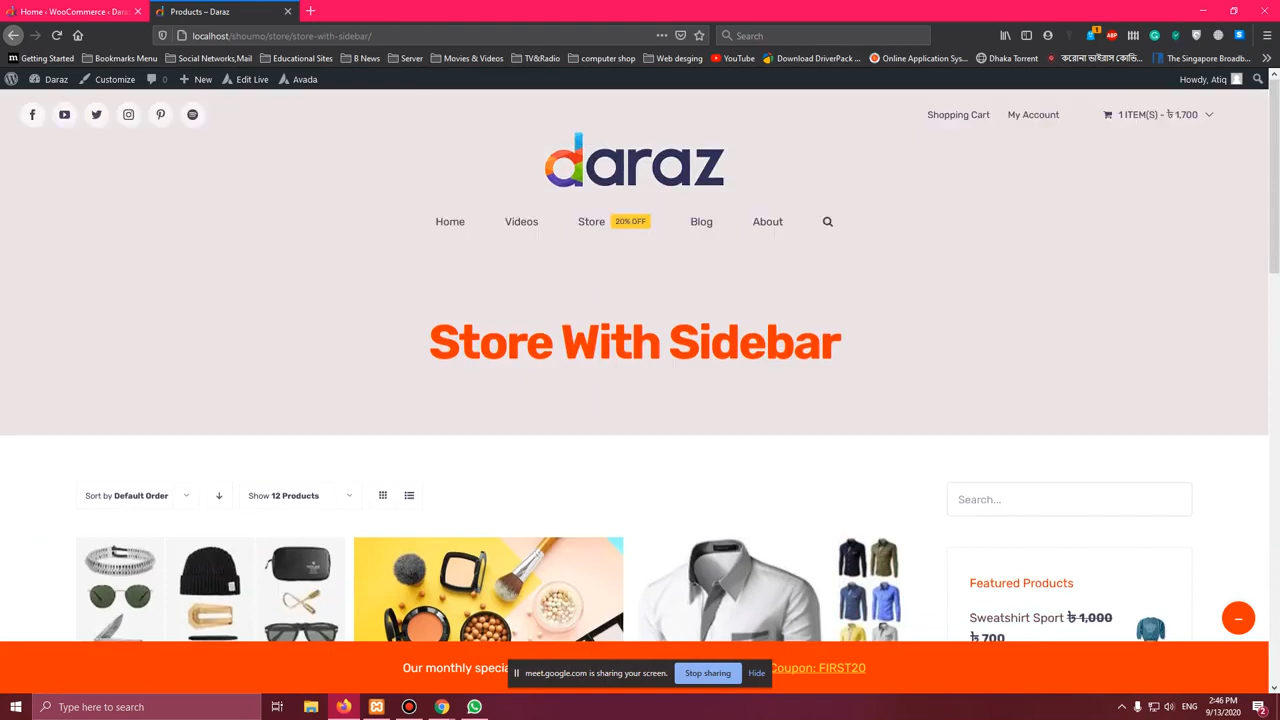 Home ‹ WooCommerce ‹ Dara
Products – Daraz
localhost/shoumo/store/store-with-sidebar/
Search
Getting Started
Bookmarks Menu
Social Networks,Mail
Educational Sites
B News
Server
Movies & Videos
TV&Radio
computer shop
Web desging
YouTube
Download DriverPack ...
Online Application Sys...
Dhaka Torrent
করোনা ভাইরাস কোভি...
The Singapore Broadb...
Daraz
Customize
0
New
Edit Live
Avada
Howdy, Atiq
Shopping Cart
My Account
1 ITEM(S) - ৳ 1,700
daraz
Home
Videos
Store
20% OFF
Blog
About
Store With Sidebar
Sort by Default Order
Show 12 Products
Search...
Featured Products
Sweatshirt Sport ৳ 1,000
৳ 700
Our monthly specia
meet.google.com is sharing your screen.
Stop sharing
Hide
Coupon: FIRST20
Type here to search
ENG
2:46 PM
9/13/2020
2